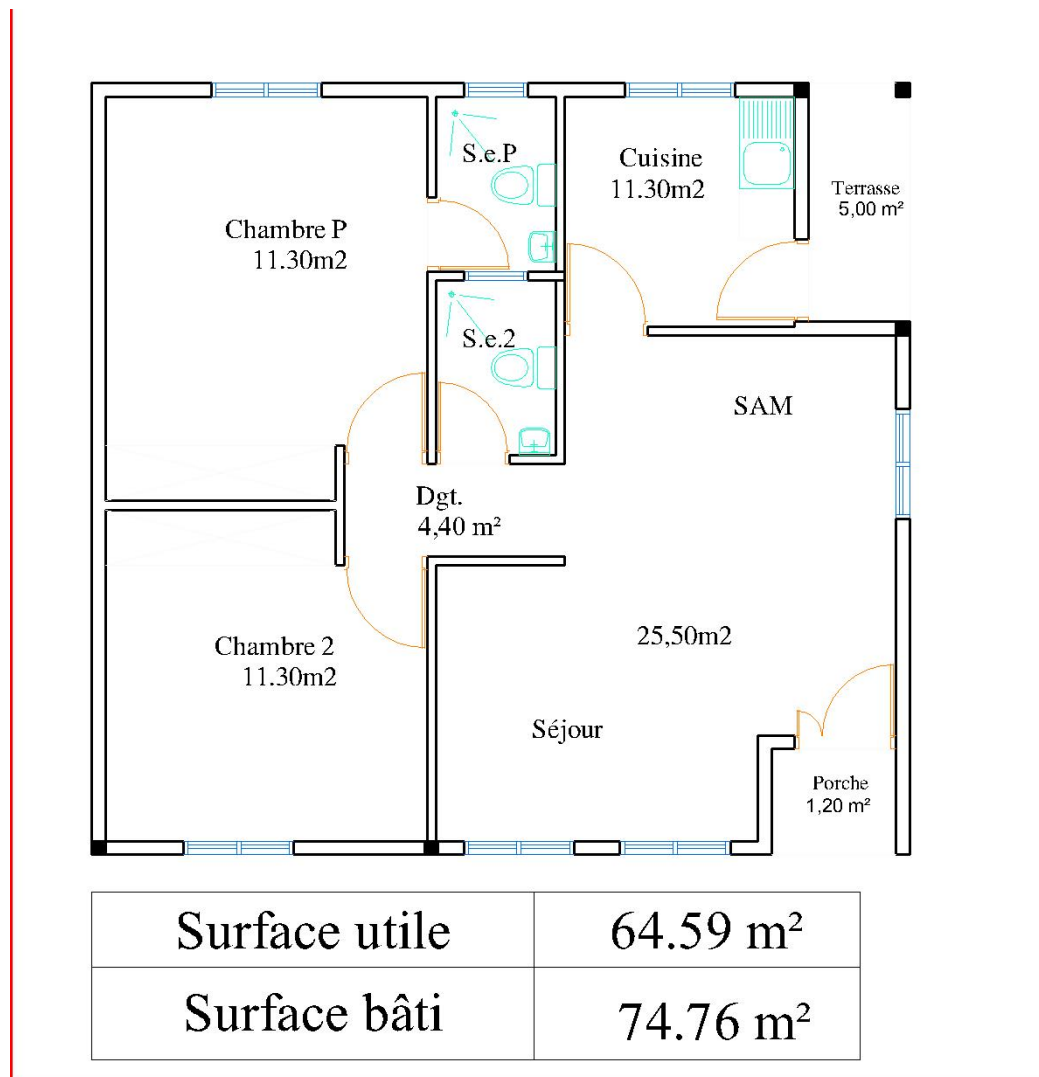 S.e.P
Cuisine
11.30m2
Terrasse
5,00 m²
Chambre P
11.30m2
S.e.2
SAM
Dgt.
4,40 m²
Chambre 2
11.30m2
25,50m2
Séjour
Porche
1,20 m²
Surface utile
64.59 m²
Surface bâti
74.76 m²